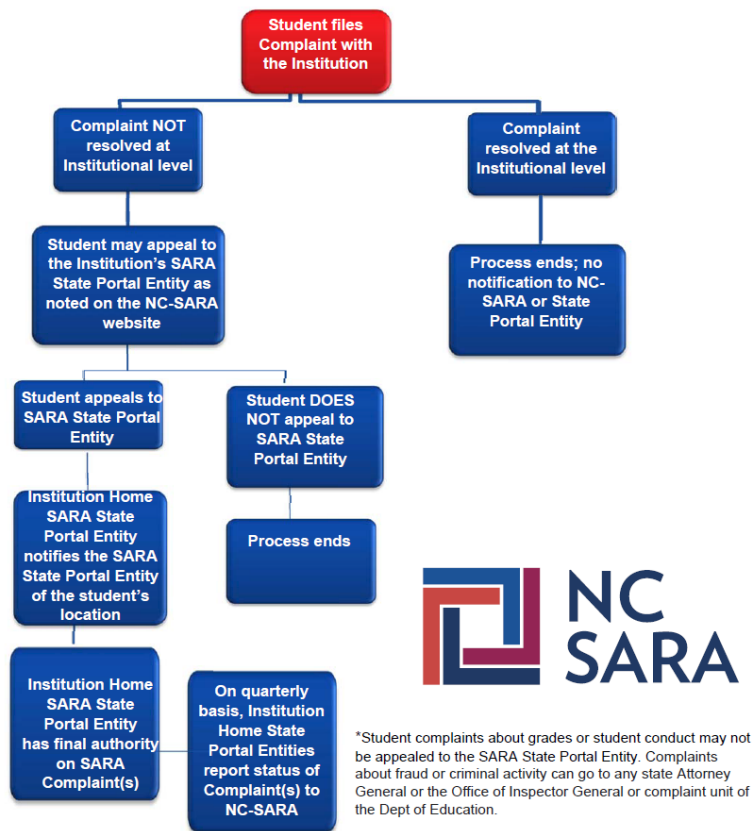 Student files
Complaint with
the Institution
Complaint NOT
resolved at
Institutional level
Complaint
resolved at the
Institutional level
Student may appeal to
the Institution's SARA
State Portal Entity as
noted on the NC-SARA
website
Process ends; no
notification to NC-
SARA or State
Portal Entity
Student appeals to
SARA State Portal
Entity
Student DOES
NOT appeal to
SARA State
Portal Entity
Institution Home
SARA State
Portal Entity
notifies the SARA
State Portal Entity
of the student's
location
Process ends
NC
SARA
Institution Home
SARA State
Portal Entity
has final authority
on SARA
Complaint(s)
On quarterly
basis, Institution
Home State
Portal Entities
report status of
Complaint(s) to
NC-SARA
*Student complaints about grades or student conduct may not
be appealed to the SARA State Portal Entity. Complaints
about fraud or criminal activity can go to any state Attorney
General or the Office of Inspector General or complaint unit of
the Dept of Education.